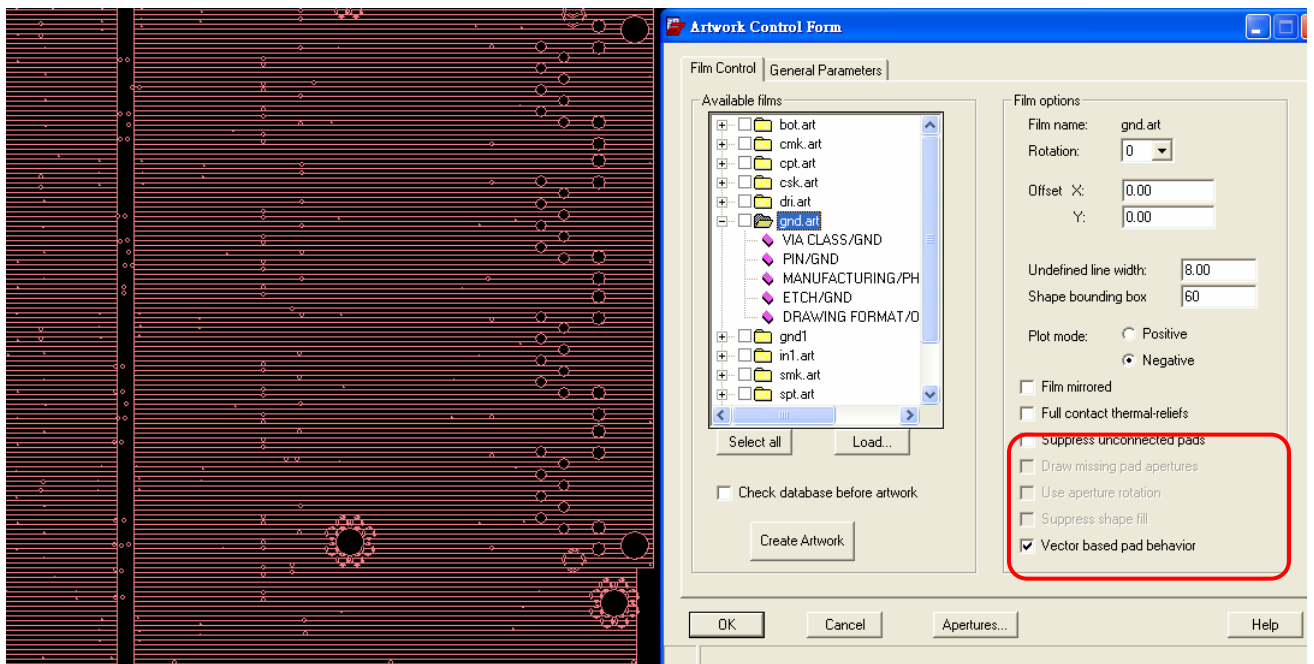 Artwork Control Form
Film Control
General Parameters
Available films
bot.art
cmk.art
cpt.art
csk.art
dri.art
gnd.art
VIA CLASS/GND
PIN/GND
MANUFACTURING/PH
ETCH/GND
DRAWING FORMAT/O
gnd1
in1.art
smk.art
spt.art
Select all
Load...
Check database before artwork
Create Artwork
Film options
Film name: gnd.art
Rotation: 0
Offset X: 0.00
Y: 0.00
Undefined line width: 8.00
Shape bounding box 60
Plot mode: Positive
Negative
Film mirrored
Full contact thermal-reliefs
Suppress unconnected pads
Draw missing pad apertures
Use aperture rotation
Suppress shape fill
Vector based pad behavior
OK
Cancel
Apertures...
Help